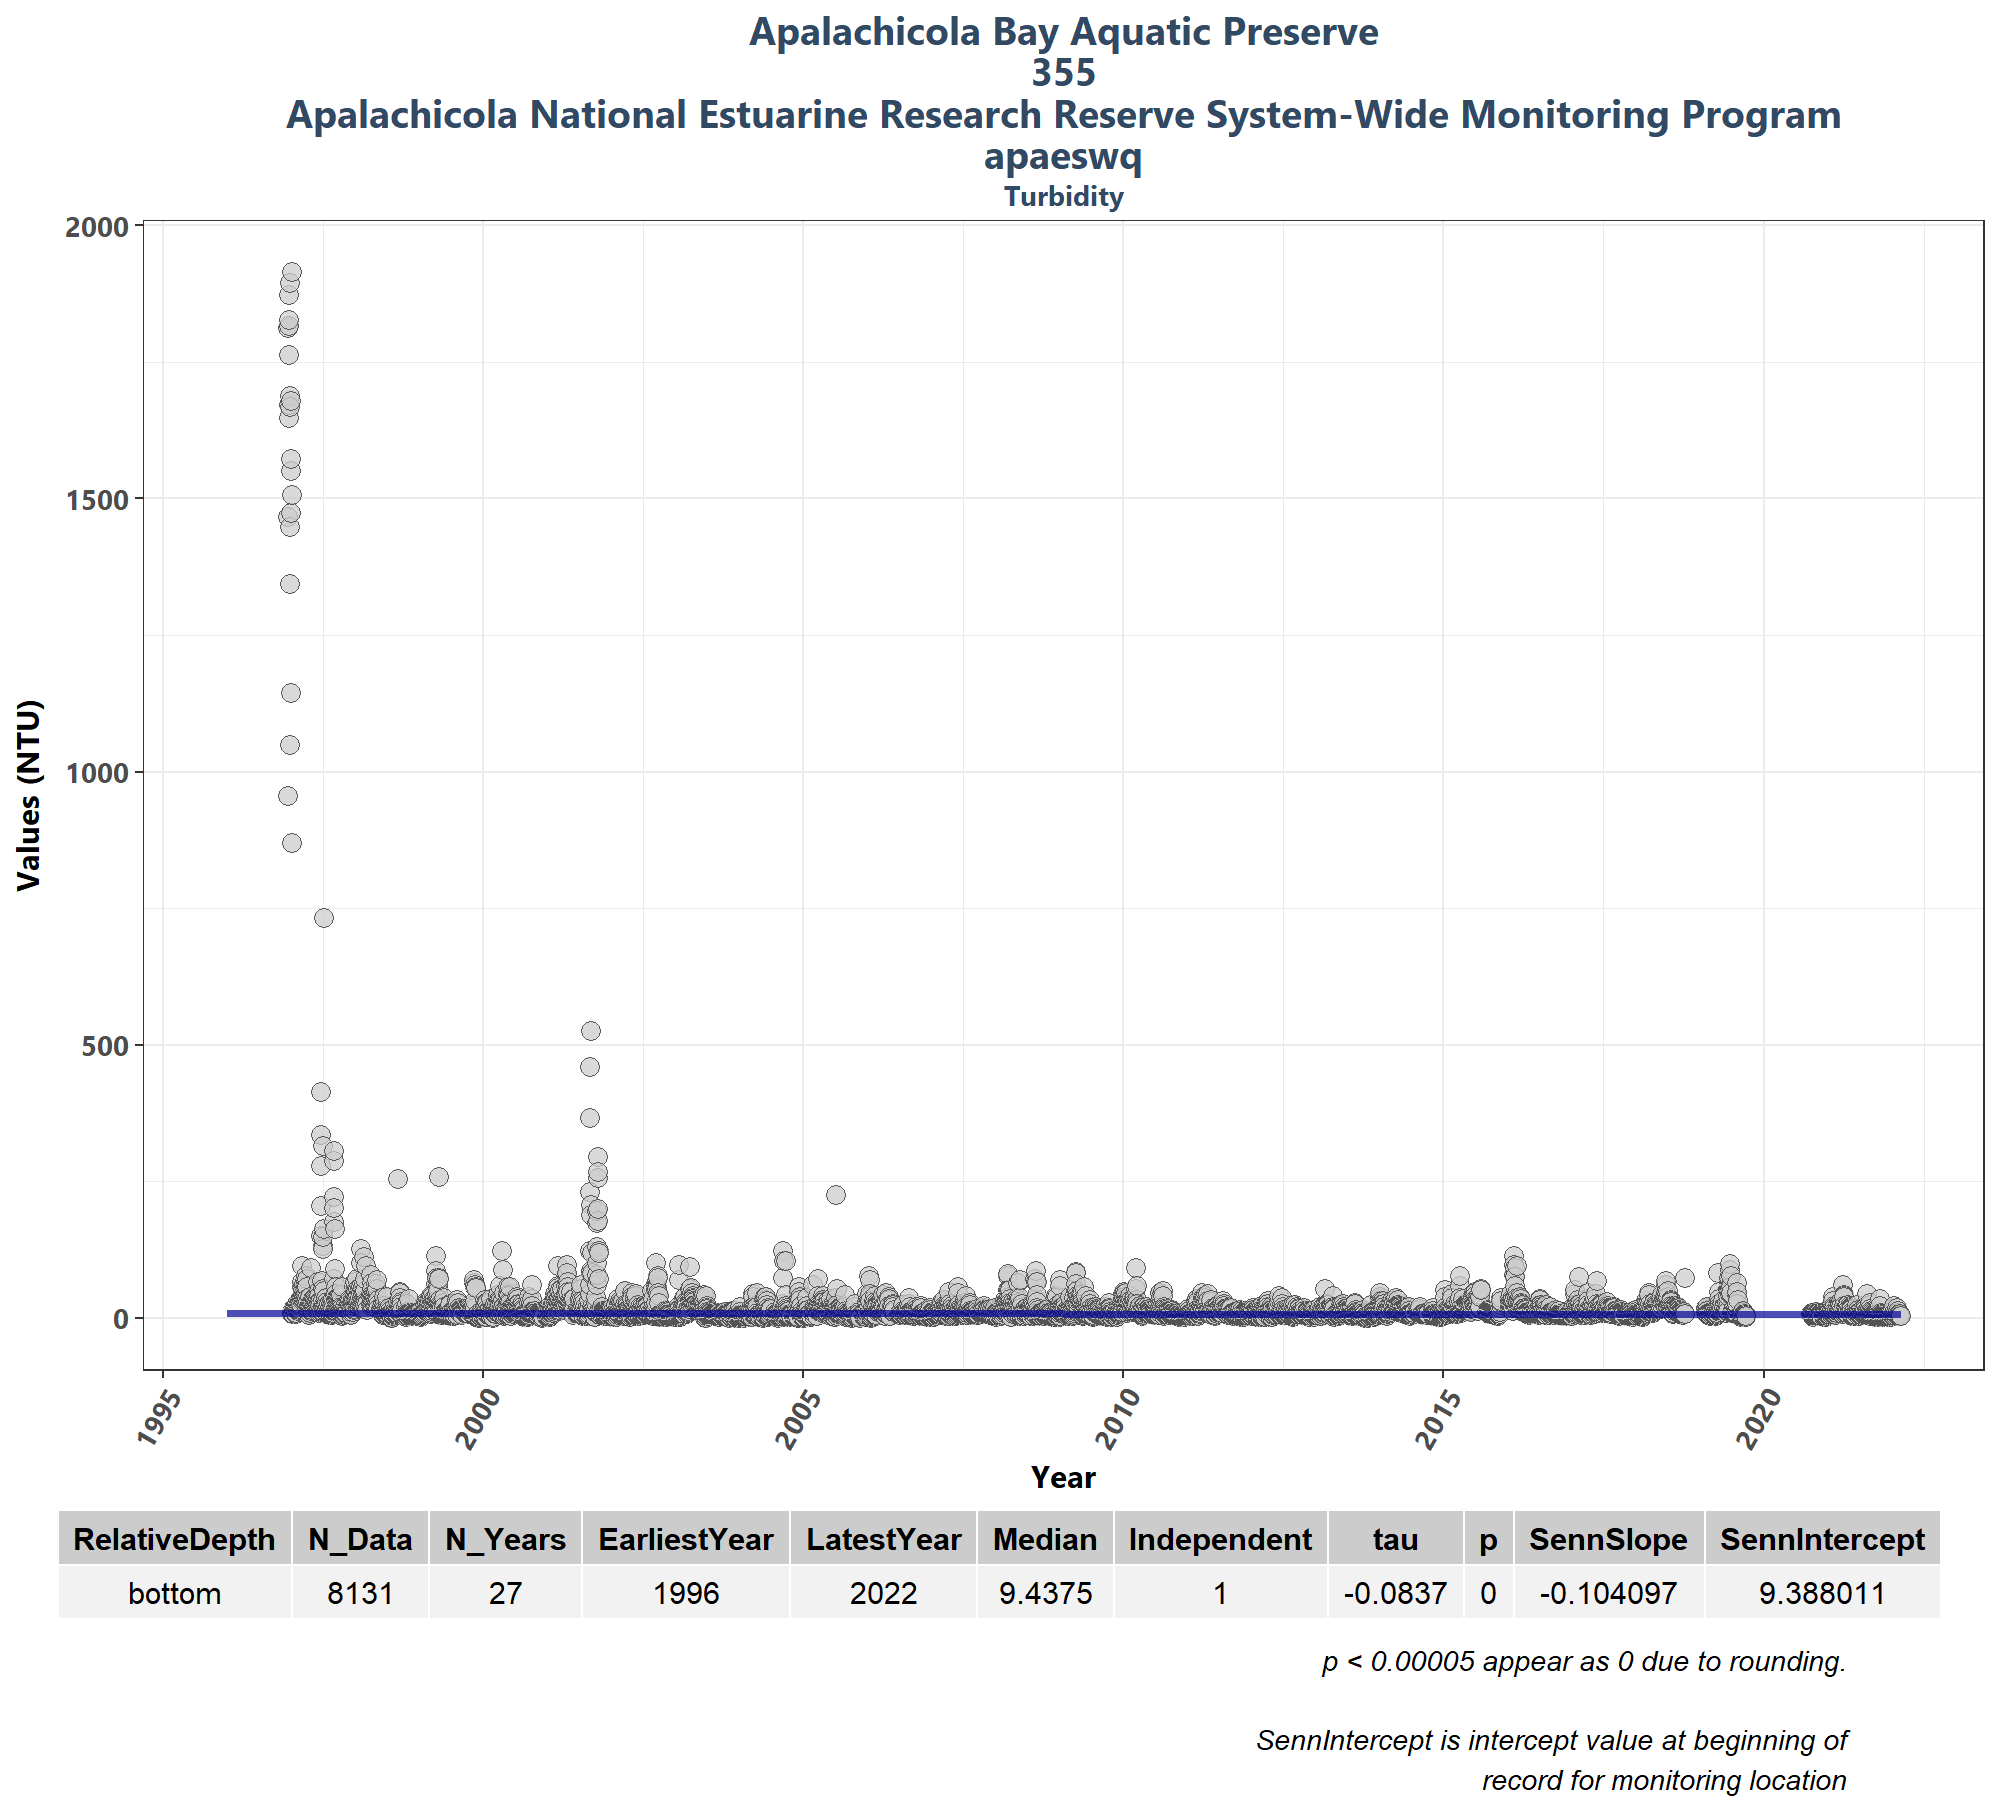 Apalachicola Bay Aquatic Preserve
355
Apalachicola National Estuarine Research Reserve System-Wide Monitoring Program
apaeswq
Turbidity
2000
1500
1000
500
0
Values (NTU)
1995 2000 2005 2010 2015 2020
Year
RelativeDepth N_Data N_Years EarliestYear LatestYear Median Independent tau p SennSlope SennIntercept
bottom 8131 27 1996 2022 9.4375 1 -0.0837 0 -0.104097 9.388011
p < 0.00005 appear as 0 due to rounding.
SennIntercept is intercept value at beginning of
record for monitoring location